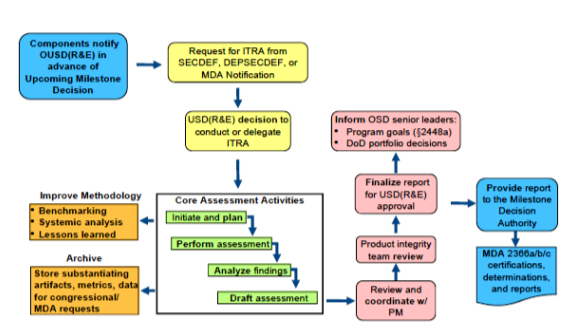 Components notify
OUSD(R&E) in
advance of
Upcoming Milestone
Decision
Request for ITRA from
SECDEF, DEPSECDEF, or
MDA Notification
USD(R&E) decision to
conduct or delegate
ITRA
Inform OSD senior leaders:
• Program goals (§2448a)
• DoD portfolio decisions
Finalize report
for USD(R&E)
approval
Provide report
to the Milestone
Decision
Authority
Improve Methodology
• Benchmarking
• Systemic analysis
• Lessons learned
Core Assessment Activities
Initiate and plan
Perform assessment
Analyze findings
Draft assessment
Product integrity
team review
MDA 2366a/b/c
certifications,
determinations,
and reports
Archive
Store substantiating
artifacts, metrics, data
for congressional/
MDA requests
Review and
coordinate w/
PM